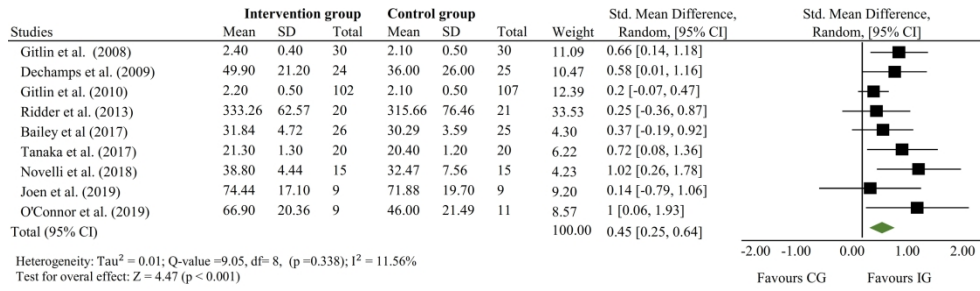 Intervention group Control group Std. Mean Difference, Std. Mean Difference,
Studies Mean SD Total Mean SD Total Weight Random, [95% CI] Random, [95% CI]
Gitlin et al. (2008) 2.40 0.40 30 2.10 0.50 30 11.09 0.66 [0.14, 1.18]
Dechamps et al. (2009) 49.90 21.20 24 36.00 26.00 25 10.47 0.58 [0.01, 1.16]
Gitlin et al. (2010) 2.20 0.50 102 2.10 0.50 107 12.39 0.2 [-0.07, 0.47]
Ridder et al. (2013) 333.26 62.57 20 315.66 76.46 21 33.53 0.25 [-0.36, 0.87]
Bailey et al (2017) 31.84 4.72 26 30.29 3.59 25 4.30 0.37 [-0.19, 0.92]
Tanaka et al. (2017) 21.30 1.30 20 20.40 1.20 20 6.22 0.72 [0.08, 1.36]
Novelli et al. (2018) 38.80 4.44 15 32.47 7.56 15 4.23 1.02 [0.26, 1.78]
Joen et al. (2019) 74.44 17.10 9 71.88 19.70 9 9.20 0.14 [-0.79, 1.06]
O'Connor et al. (2019) 66.90 20.36 9 46.00 21.49 11 8.57 1 [0.06, 1.93]
Total (95% CI) 100.00 0.45 [0.25, 0.64]
-2.00 0.00 1.00 2.00
Heterogeneity: Tau² = 0.01; Q-value =9.05, df= 8, (p =0.338); I² = 11.56%
Test for overal effect: Z = 4.47 (p < 0.001)
Favours CG Favours IG